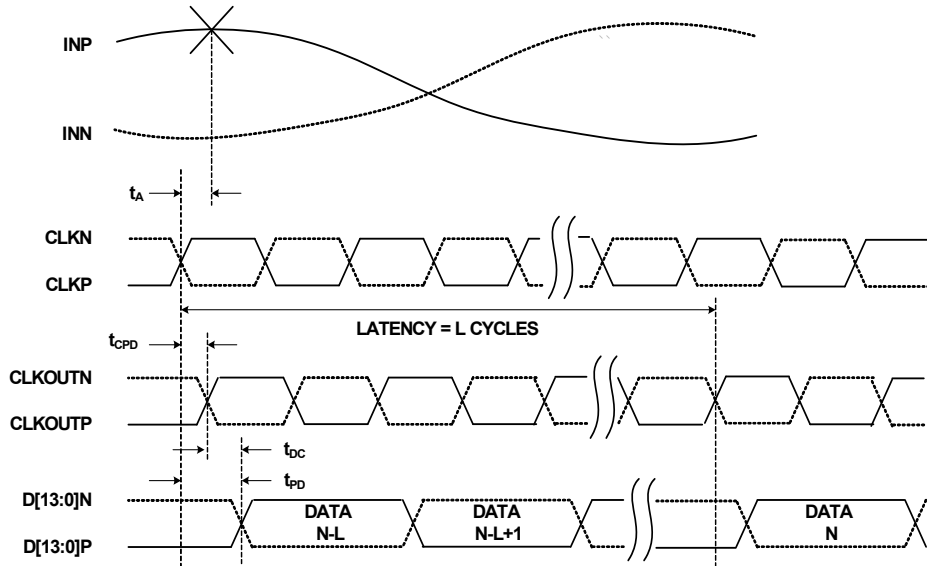 INP
INN
tA
CLKN
CLKP
LATENCY = L CYCLES
tCPD
CLKOUTN
CLKOUTP
tDC
tPD
D[13:0]N
D[13:0]P
DATA
N-L
DATA
N-L+1
DATA
N